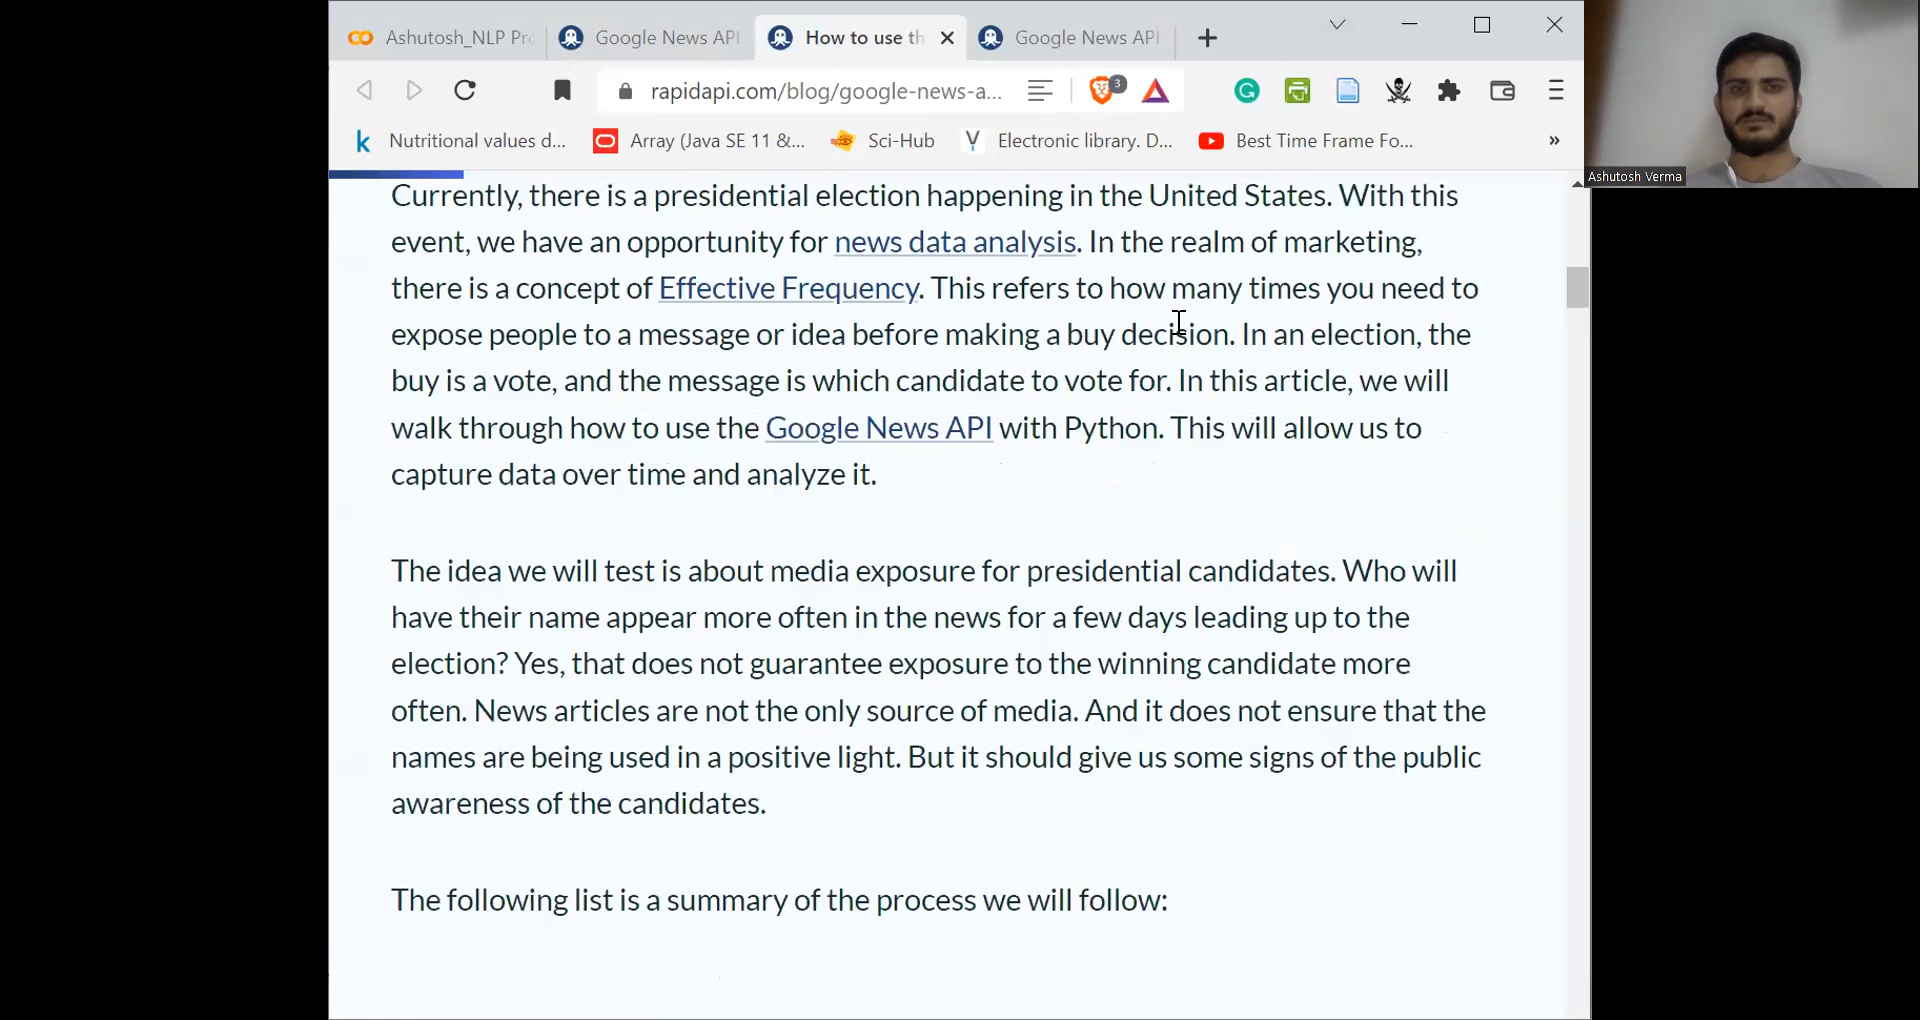 Ashutosh_NLP Pro
Google News API
How to use th
Google News API
rapidapi.com/blog/google-news-a...
3
Nutritional values d...
Array (Java SE 11 &...
Sci-Hub
Electronic library. D...
Best Time Frame Fo...
»
Ashutosh Verma
Currently, there is a presidential election happening in the United States. With this
event, we have an opportunity for news data analysis. In the realm of marketing,
there is a concept of Effective Frequency. This refers to how many times you need to
expose people to a message or idea before making a buy decision. In an election, the
buy is a vote, and the message is which candidate to vote for. In this article, we will
walk through how to use the Google News API with Python. This will allow us to
capture data over time and analyze it.
The idea we will test is about media exposure for presidential candidates. Who will
have their name appear more often in the news for a few days leading up to the
election? Yes, that does not guarantee exposure to the winning candidate more
often. News articles are not the only source of media. And it does not ensure that the
names are being used in a positive light. But it should give us some signs of the public
awareness of the candidates.
The following list is a summary of the process we will follow: